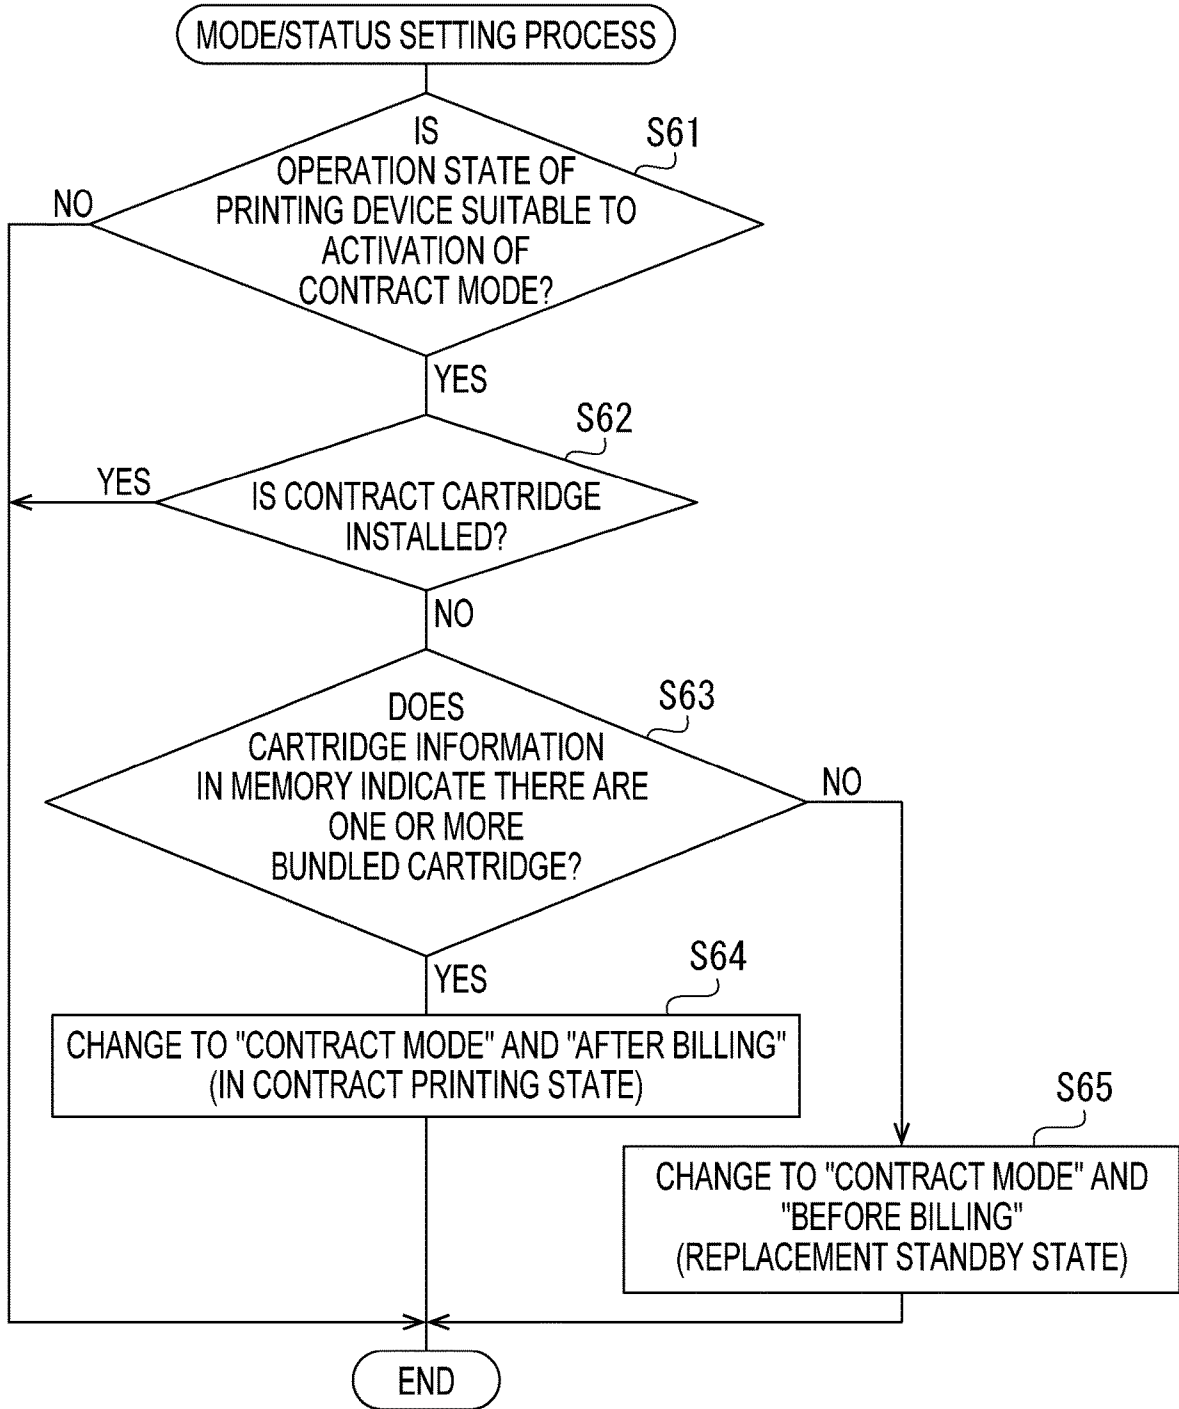 MODE/STATUS SETTING PROCESS
IS
OPERATION STATE OF
PRINTING DEVICE SUITABLE TO
ACTIVATION OF
CONTRACT MODE?
S61
NO
YES
S62
IS CONTRACT CARTRIDGE
INSTALLED?
YES
NO
S63
DOES
CARTRIDGE INFORMATION
IN MEMORY INDICATE THERE ARE
ONE OR MORE
BUNDLED CARTRIDGE?
NO
YES
S64
CHANGE TO "CONTRACT MODE" AND "AFTER BILLING"
(IN CONTRACT PRINTING STATE)
S65
CHANGE TO "CONTRACT MODE" AND
"BEFORE BILLING"
(REPLACEMENT STANDBY STATE)
END